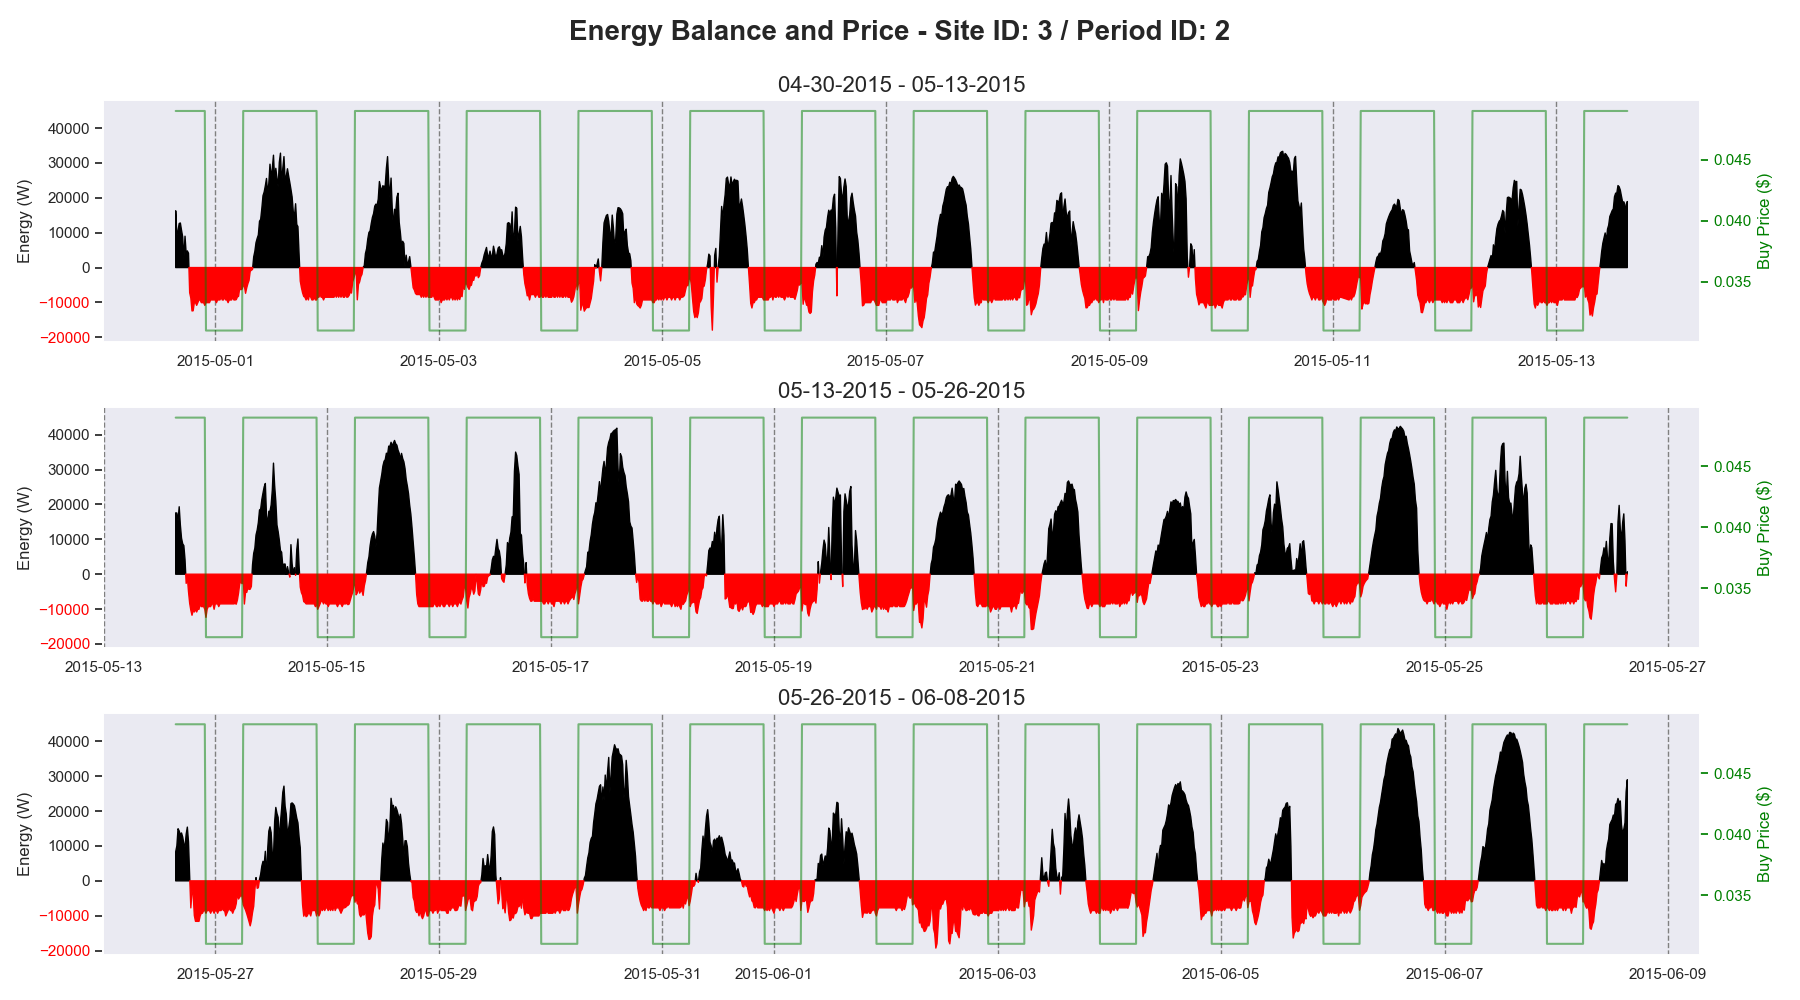 Energy Balance and Price - Site ID: 3 / Period ID: 2
04-30-2015 - 05-13-2015
40000
30000
20000
10000
0
−10000
−20000
Energy (W)
0.045
0.040
0.035
Buy Price ($)
2015-05-01 2015-05-03 2015-05-05 2015-05-07 2015-05-09 2015-05-11 2015-05-13
05-13-2015 - 05-26-2015
40000
30000
20000
10000
0
−10000
−20000
Energy (W)
0.045
0.040
0.035
Buy Price ($)
2015-05-13 2015-05-15 2015-05-17 2015-05-19 2015-05-21 2015-05-23 2015-05-25 2015-05-27
05-26-2015 - 06-08-2015
40000
30000
20000
10000
0
−10000
−20000
Energy (W)
0.045
0.040
0.035
Buy Price ($)
2015-05-27 2015-05-29 2015-05-31 2015-06-01 2015-06-03 2015-06-05 2015-06-07 2015-06-09